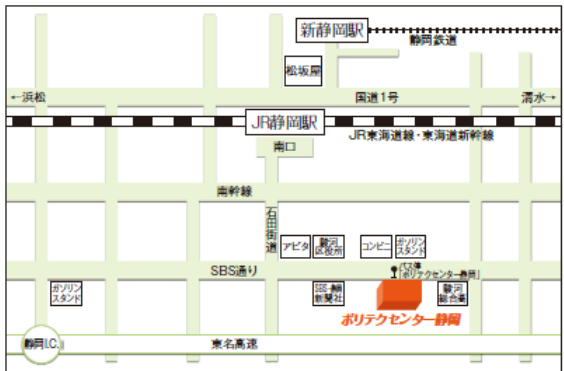 新静岡駅
静岡鉄道
松坂屋
←浜松
国道1号
清水→
JR静岡駅
JR東海道線・東海道新幹線
南口
南幹線
石田街道
アピタ
駿河
区役所
コンビニ
ガソリン
スタンド
SBS通り
バス停
「ポリテクセンター静岡」
ガソリン
スタンド
SBS・静岡
新聞社
駿河
総合高
ポリテクセンター静岡
静岡I.C.
東名高速